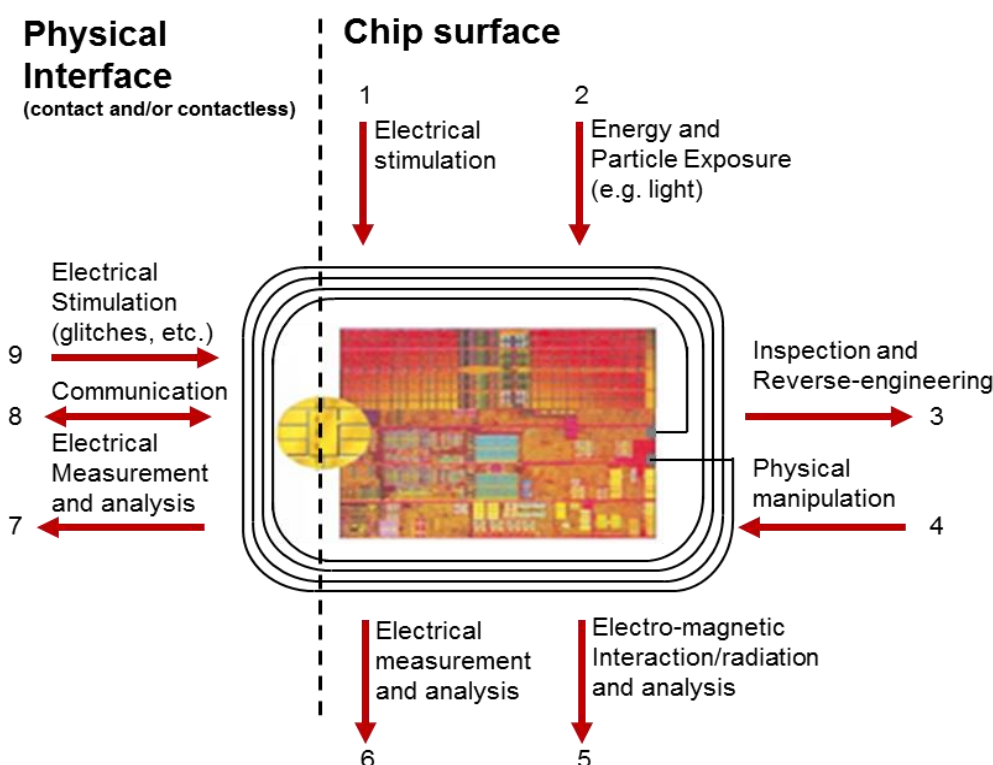 Physical
Interface
(contact and/or contactless)
Chip surface
1
Electrical
stimulation
2
Energy and
Particle Exposure
(e.g. light)
Electrical
Stimulation
(glitches, etc.)
9
Communication
8
Electrical
Measurement
and analysis
7
Inspection and
Reverse-engineering
3
Physical
manipulation
4
Electrical
measurement
and analysis
6
Electro-magnetic
Interaction/radiation
and analysis
5